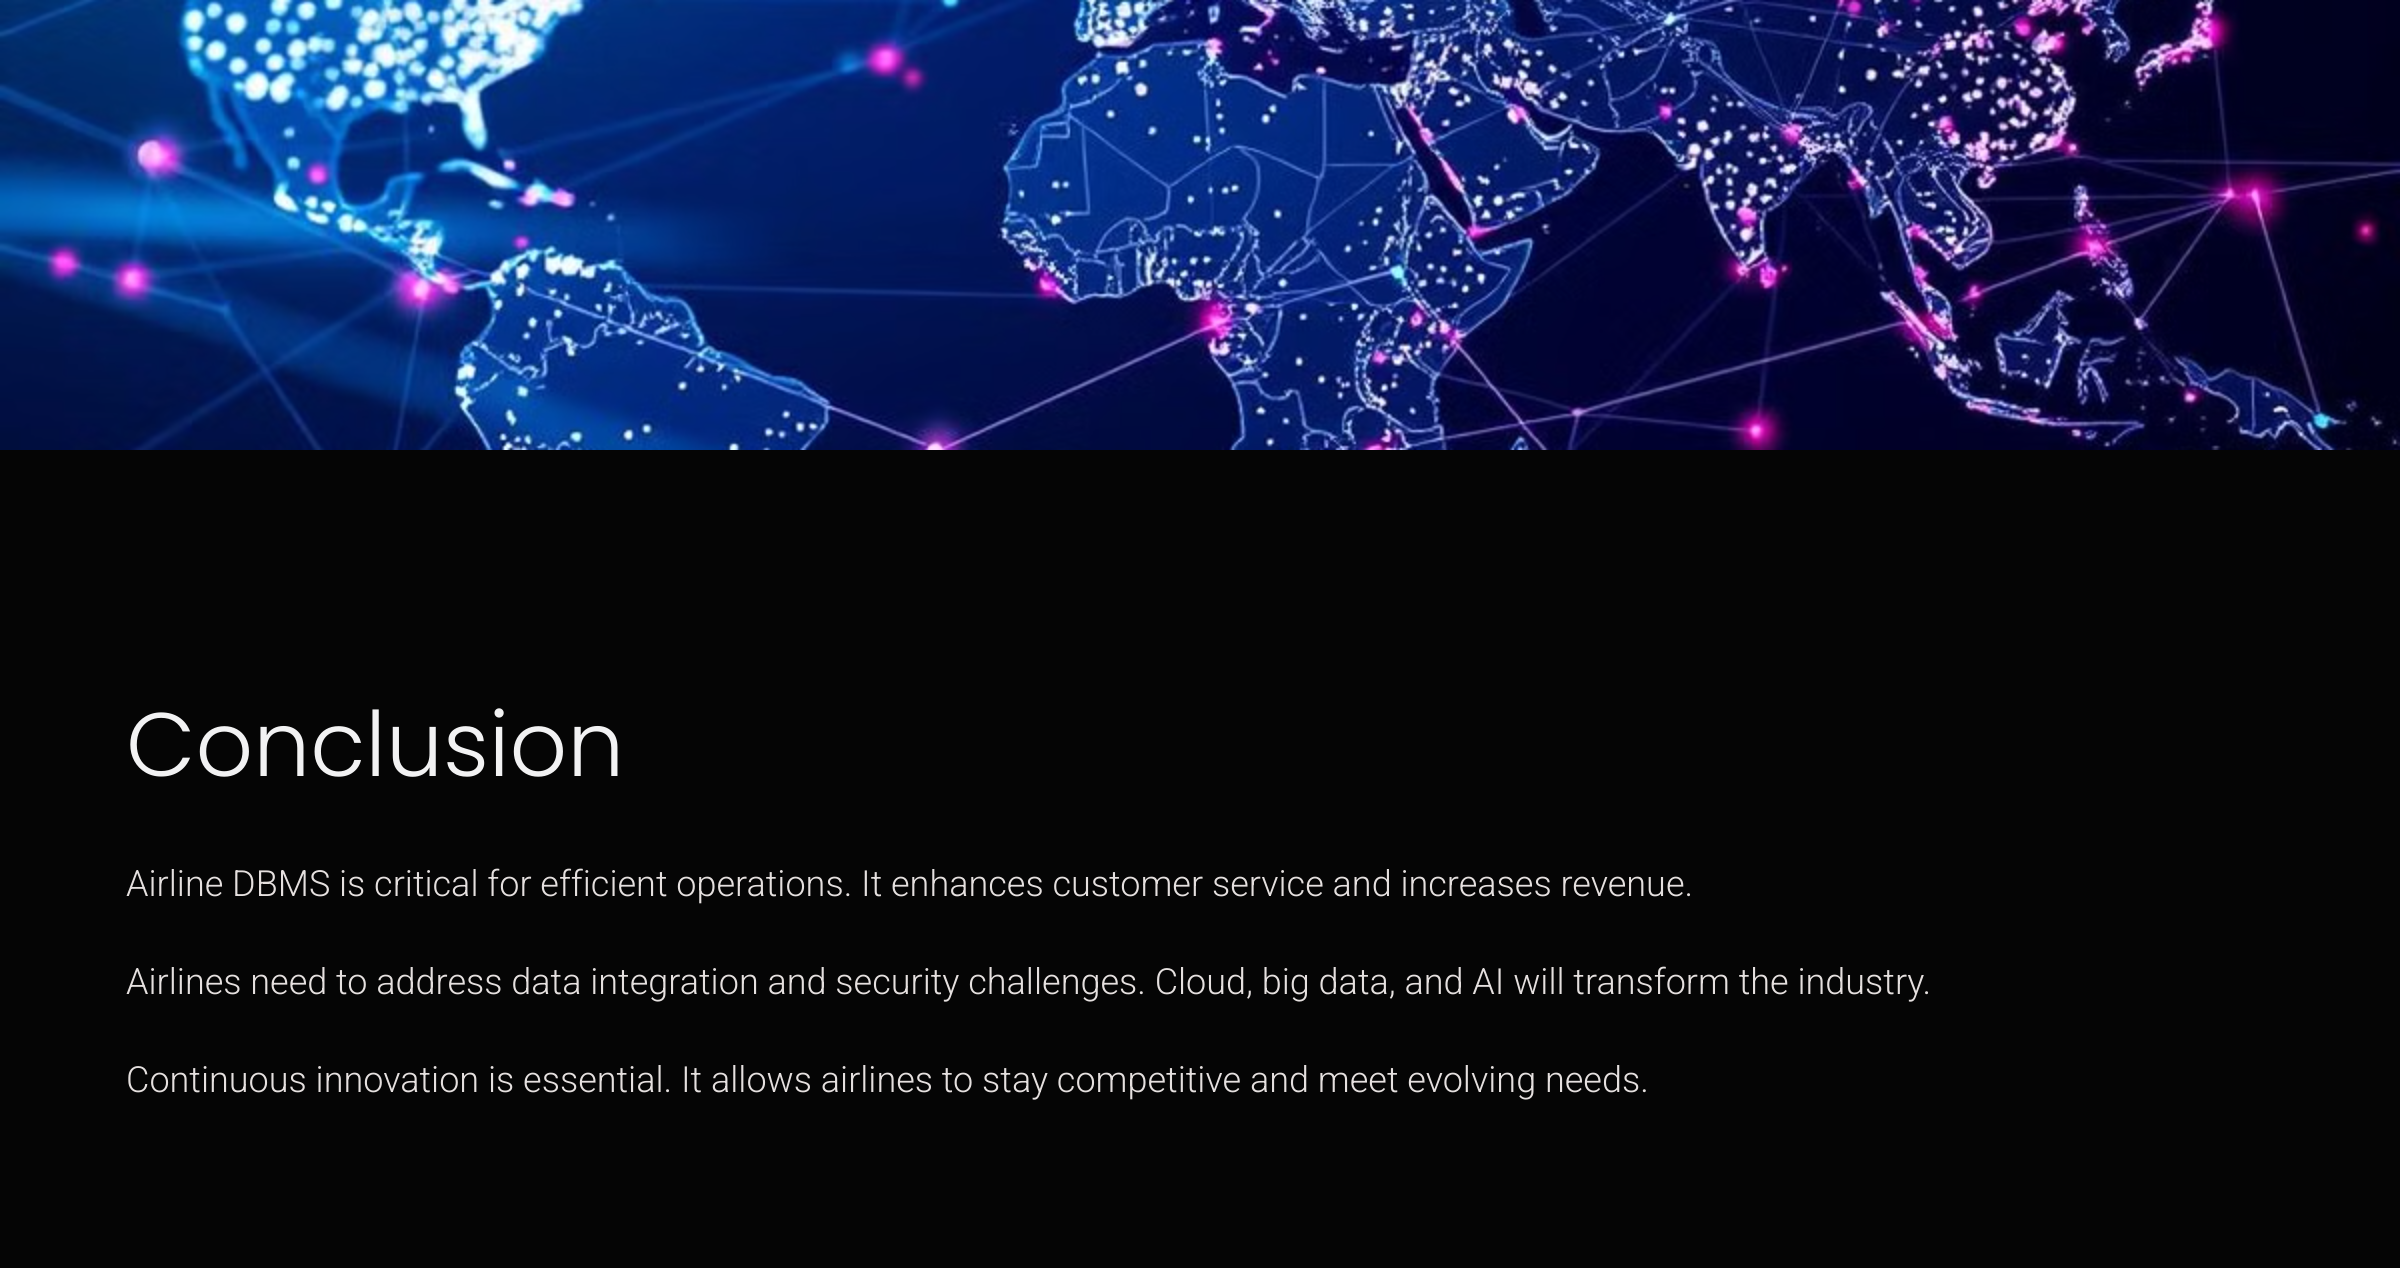 Conclusion
Airline DBMS is critical for efficient operations. It enhances customer service and increases revenue.
Airlines need to address data integration and security challenges. Cloud, big data, and AI will transform the industry.
Continuous innovation is essential. It allows airlines to stay competitive and meet evolving needs.